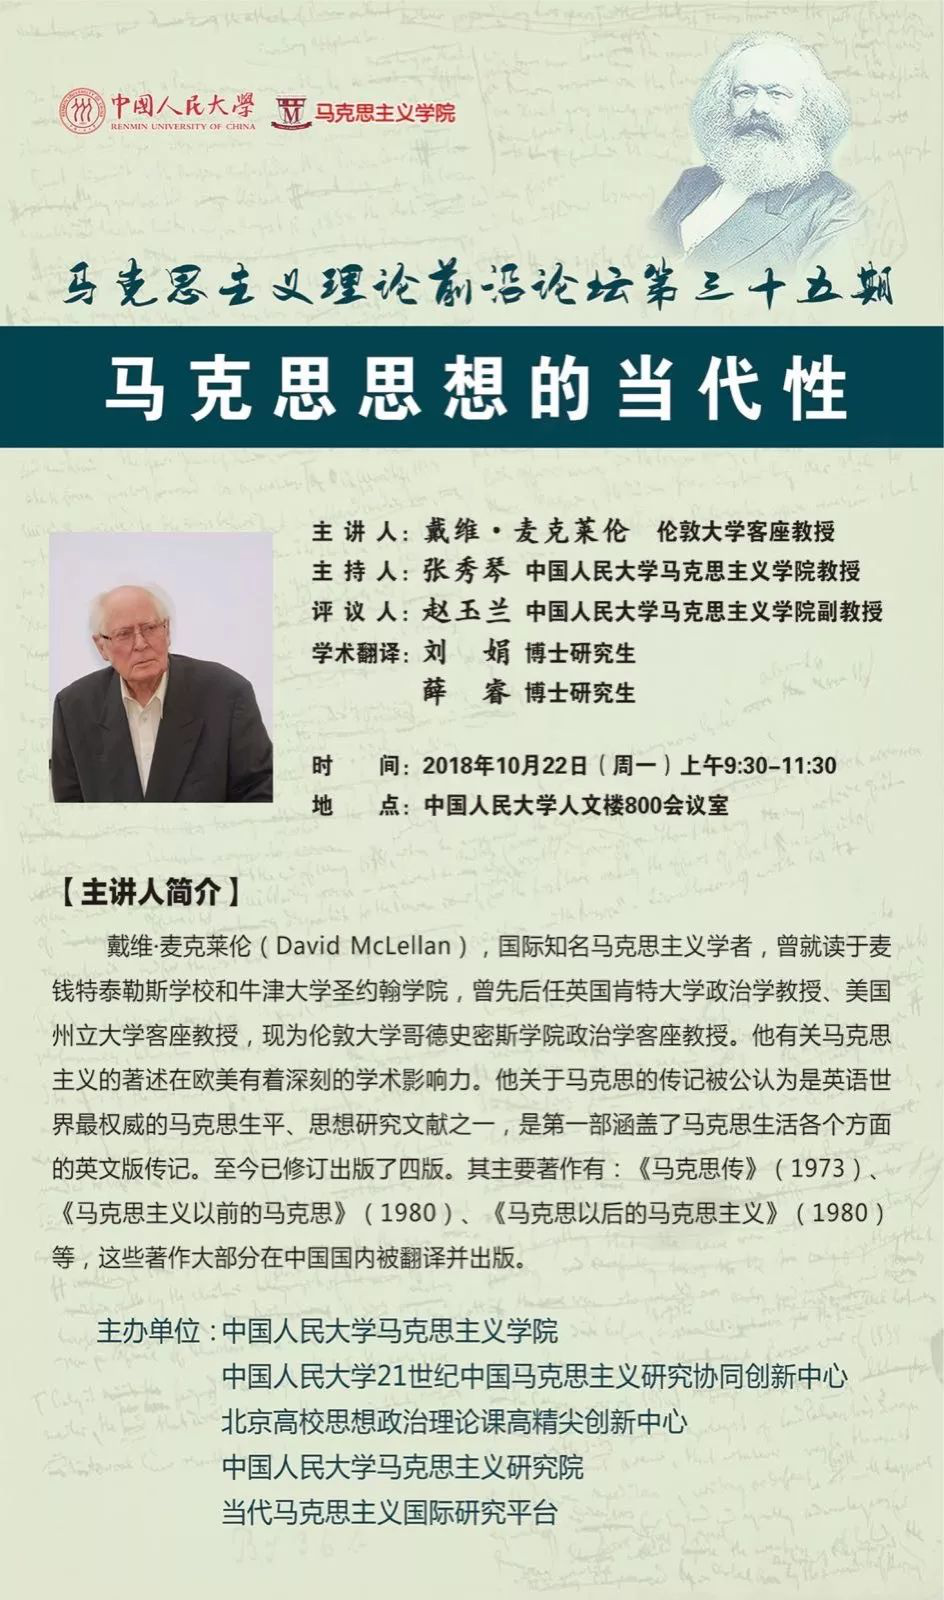 中国人民大学 马克思主义学院
RENMIN UNIVERSITY OF CHINA
马克思主义理论前沿论坛第三十五期
马克思思想的当代性
主讲人：戴维·麦克莱伦 伦敦大学客座教授
主持人：张秀琴 中国人民大学马克思主义学院教授
评议人：赵玉兰 中国人民大学马克思主义学院副教授
学术翻译：刘 娟 博士研究生
薛 睿 博士研究生
时 间：2018年10月22日（周一）上午9:30-11:30
地 点：中国人民大学人文楼800会议室
【主讲人简介】
戴维·麦克莱伦（David McLellan），国际知名马克思主义学者，曾就读于麦
钱特泰勒斯学校和牛津大学圣约翰学院，曾先后任英国肯特大学政治学教授、美国
州立大学客座教授，现为伦敦大学哥德史密斯学院政治学客座教授。他有关马克思
主义的著述在欧美有着深刻的学术影响力。他关于马克思的传记被公认为是英语世
界最权威的马克思生平、思想研究文献之一，是第一部涵盖了马克思生活各个方面
的英文版传记。至今已修订出版了四版。其主要著作有：《马克思传》（1973）、
《马克思主义以前的马克思》（1980）、《马克思以后的马克思主义》（1980）
等，这些著作大部分在中国国内被翻译并出版。
主办单位：中国人民大学马克思主义学院
中国人民大学21世纪中国马克思主义研究协同创新中心
北京高校思想政治理论课高精尖创新中心
中国人民大学马克思主义研究院
当代马克思主义国际研究平台